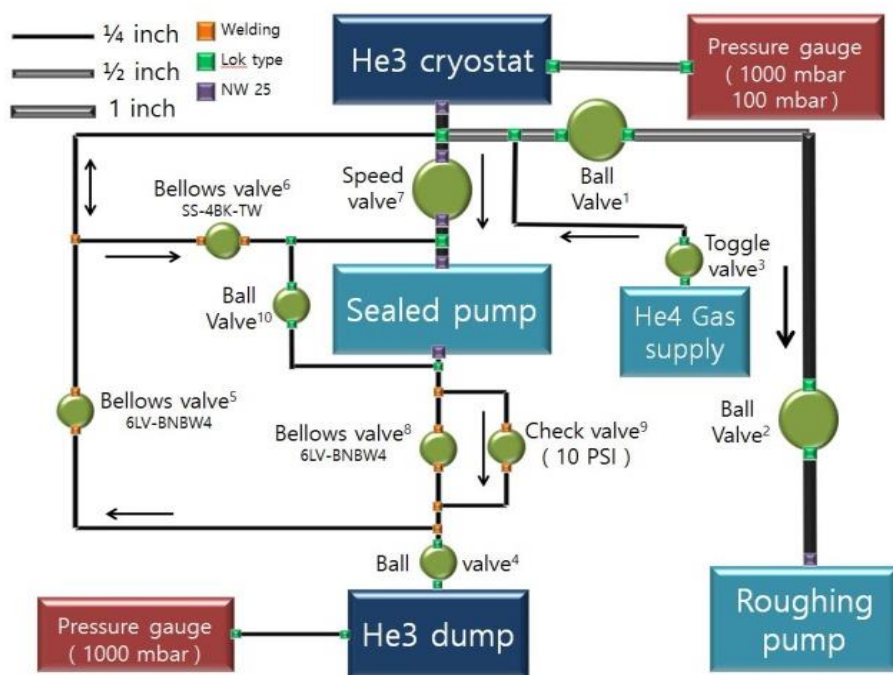 ¼ inch
½ inch
1 inch
Welding
Lok type
NW 25
He3 cryostat
Pressure gauge
( 1000 mbar
100 mbar)
Bellows valve⁶
SS-4BK-TW
Speed
valve⁷
Ball
Valve¹
Toggle
valve³
Ball
Valve¹⁰
Sealed pump
He4 Gas
supply
Bellows valve⁵
6LV-BNBW4
Bellows valve⁸
6LV-BNBW4
Check valve⁹
( 10 PSI )
Ball
Valve²
Ball valve⁴
Pressure gauge
( 1000 mbar )
He3 dump
Roughing
pump